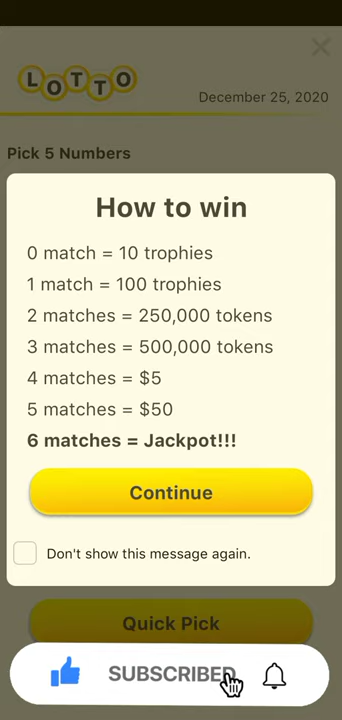 LOTTO
December 25, 2020
Pick 5 Numbers
How to win
0 match = 10 trophies
1 match = 100 trophies
2 matches = 250,000 tokens
3 matches = 500,000 tokens
4 matches = $5
5 matches = $50
6 matches = Jackpot!!!
Continue
Don't show this message again.
Quick Pick
SUBSCRIBED